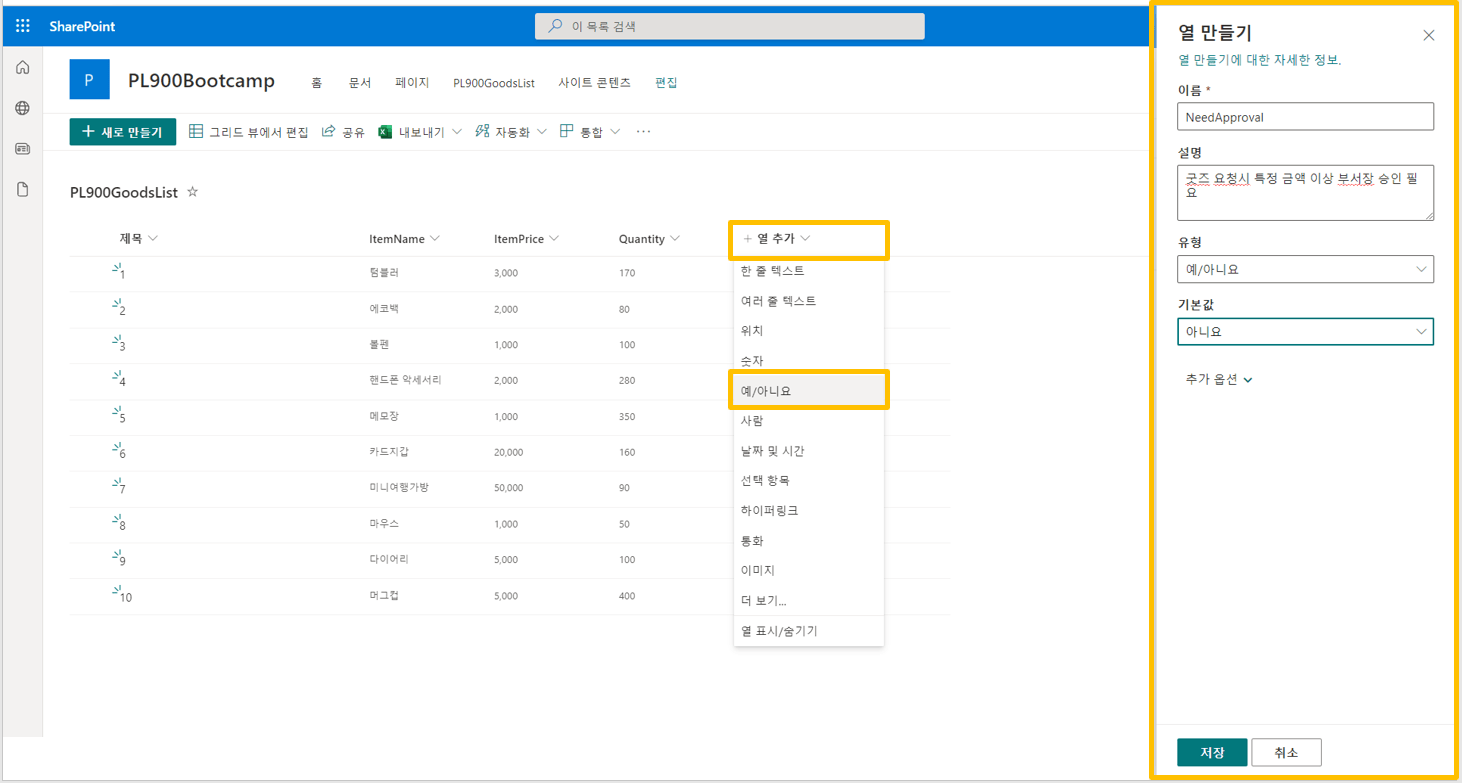 SharePoint
이 목록 검색
P
PL900Bootcamp
홈
문서
페이지
PL900GoodsList
사이트 콘텐츠
편집
새로 만들기
그리드 뷰에서 편집
공유
내보내기
자동화
통합
PL900GoodsList
제목
ItemName
ItemPrice
Quantity
+ 열 추가
1
텀블러
3,000
170
2
에코백
2,000
80
3
볼펜
1,000
100
4
핸드폰 악세서리
2,000
280
5
메모장
1,000
350
6
카드지갑
20,000
160
7
미니여행가방
50,000
90
8
마우스
1,000
50
9
다이어리
5,000
100
10
머그컵
5,000
400
한 줄 텍스트
여러 줄 텍스트
위치
숫자
예/아니요
사람
날짜 및 시간
선택 항목
하이퍼링크
통화
이미지
더 보기...
열 표시/숨기기
열 만들기
열 만들기에 대한 자세한 정보.
이름 *
NeedApproval
설명
굿즈 요청시 특정 금액 이상 부서장 승인 필
요
유형
예/아니요
기본값
아니요
추가 옵션
저장
취소